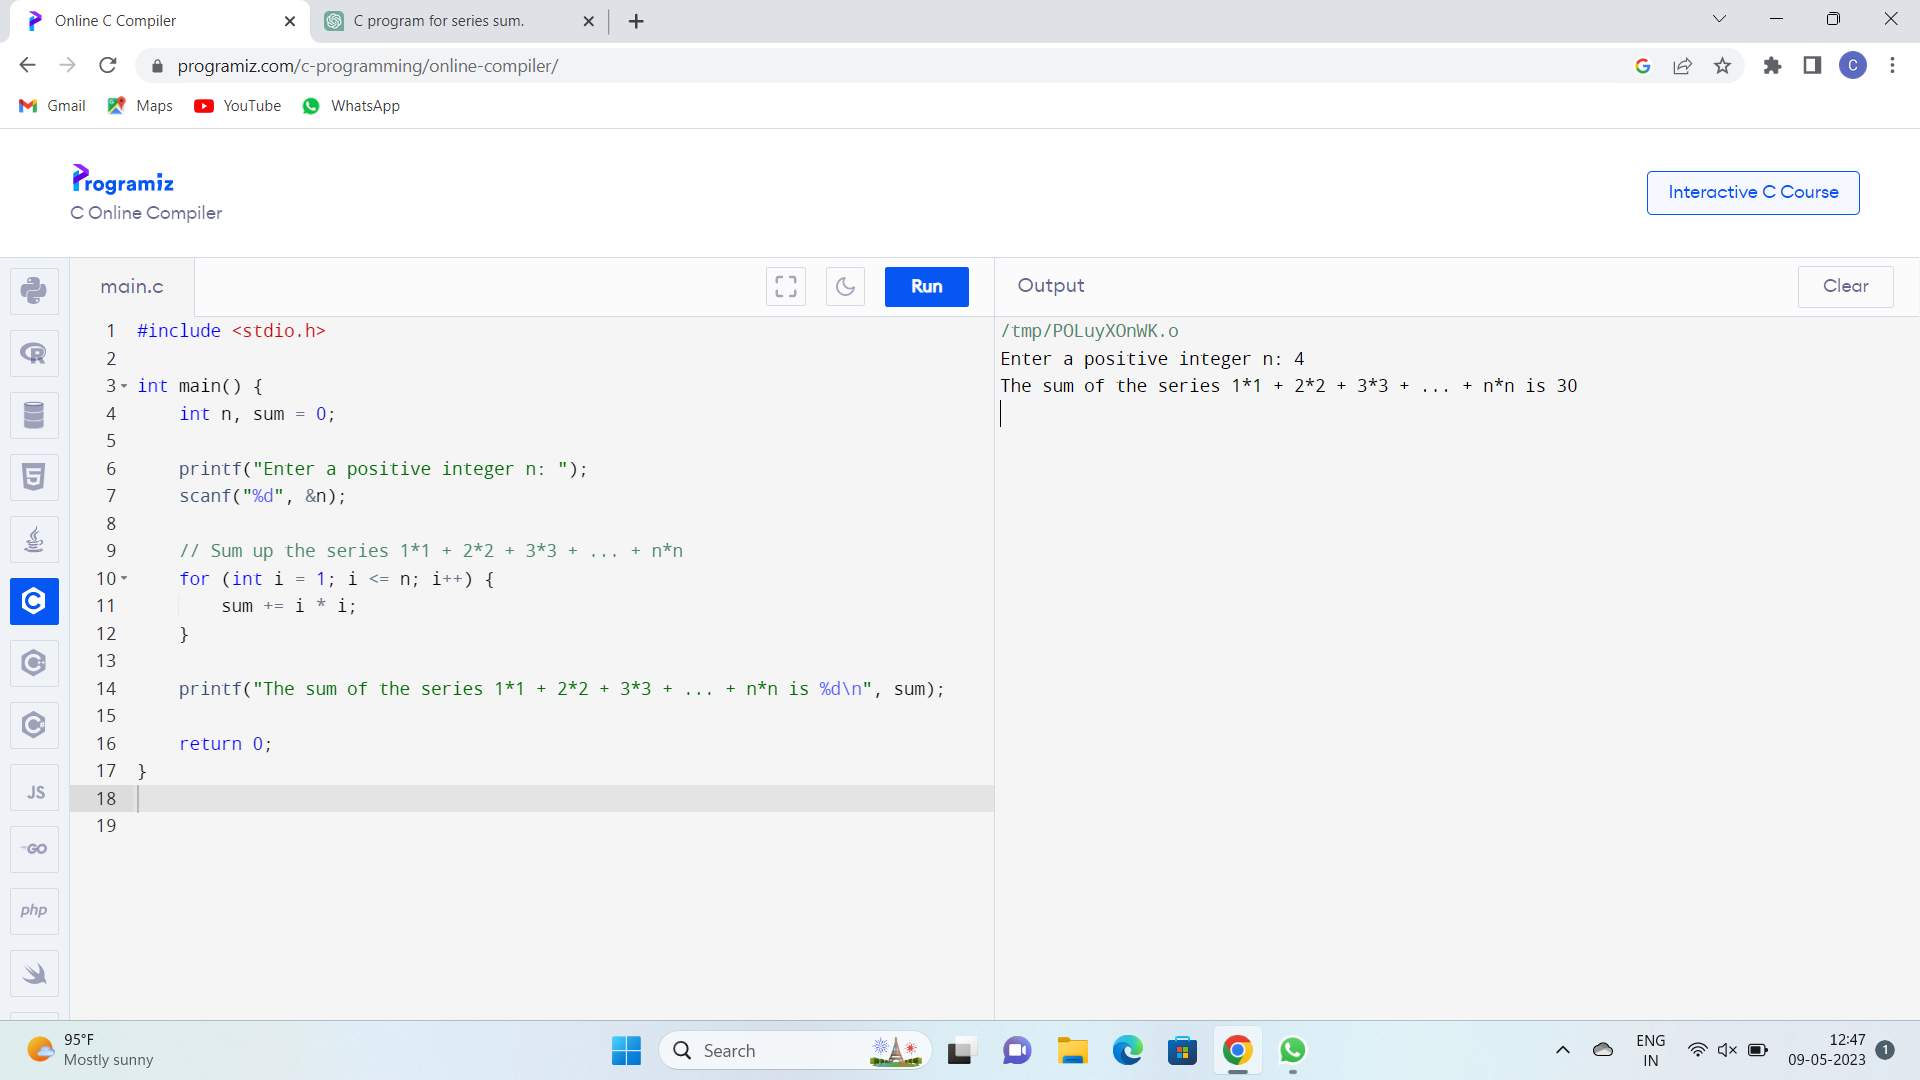 Online C Compiler
C program for series sum.
programiz.com/c-programming/online-compiler/
C
Gmail
Maps
YouTube
WhatsApp
Programiz
C Online Compiler
Interactive C Course
main.c
Run
Output
Clear
1 #include <stdio.h>
2
3 int main() {
4 int n, sum = 0;
5
6 printf("Enter a positive integer n: ");
7 scanf("%d", &n);
8
9 // Sum up the series 1*1 + 2*2 + 3*3 + ... + n*n
10 for (int i = 1; i <= n; i++) {
11 sum += i * i;
12 }
13
14 printf("The sum of the series 1*1 + 2*2 + 3*3 + ... + n*n is %d\n", sum);
15
16 return 0;
17 }
18
19
/tmp/POLuyXOnWK.o
Enter a positive integer n: 4
The sum of the series 1*1 + 2*2 + 3*3 + ... + n*n is 30
R
5
C
C
C
JS
GO
php
95°F
Mostly sunny
Search
ENG
IN
12:47
09-05-2023
1